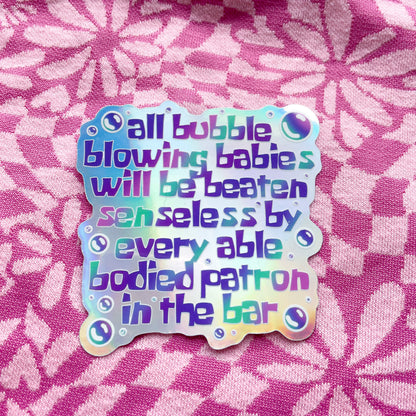 all bubble
blowing babies
will be beaten
senseless by
every able
bodied patron
in the bar